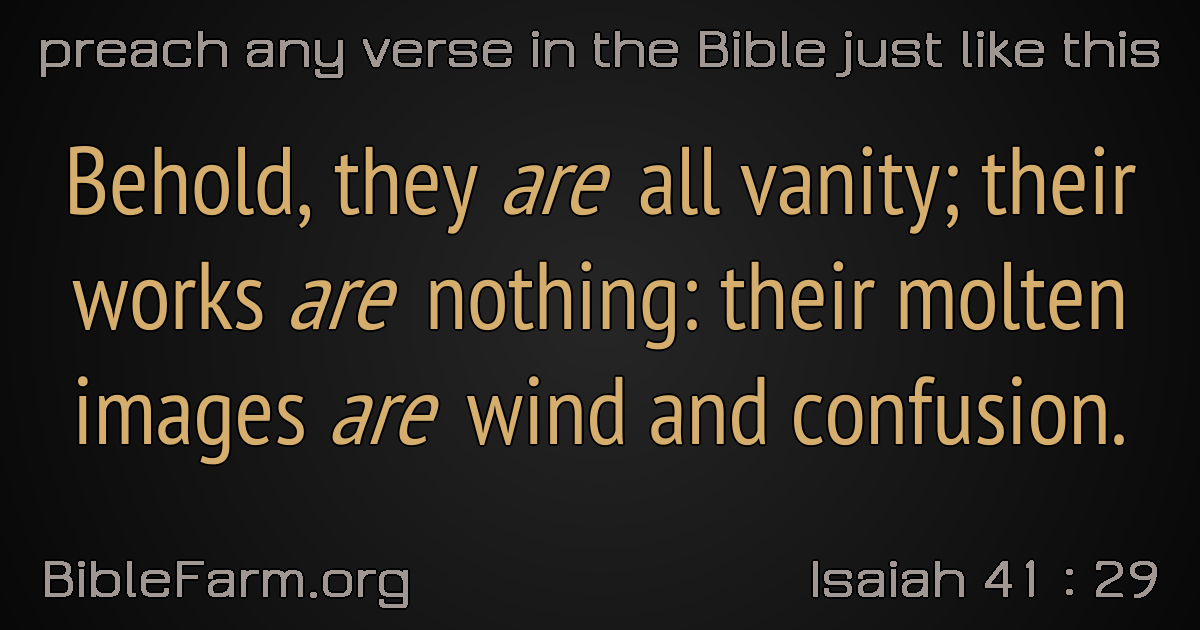 preach any verse in the Bible just like this
Behold, they are all vanity; their
works are nothing: their molten
images are wind and confusion.
BibleFarm.org
Isaiah 41 : 29